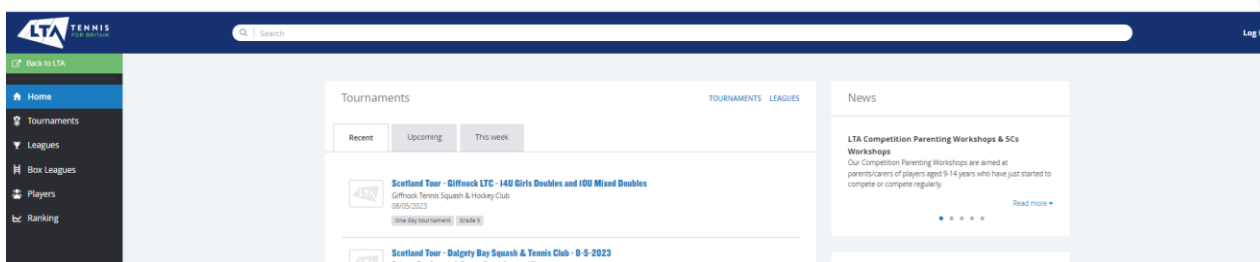 LTA TENNIS
FOR BRITAIN
Search
Back to LTA
Home
Tournaments
Leagues
Box Leagues
Players
Ranking
Tournaments
TOURNAMENTS LEAGUES
Recent Upcoming This week
LTA
Scotland Tour - Giffnock LTC - 14U Girls Doubles and 10U Mixed Doubles
Giffnock Tennis Squash & Hockey Club
08/05/2023
One day tournament Grade 5
Scotland Tour - Dalgety Bay Squash & Tennis Club - 8-5-2023
News
LTA Competition Parenting Workshops & 5Cs
Workshops
Our Competition Parenting Workshops are aimed at
parents/carers of players aged 9-14 years who have just started to
compete or compete regularly.
Read more
Log